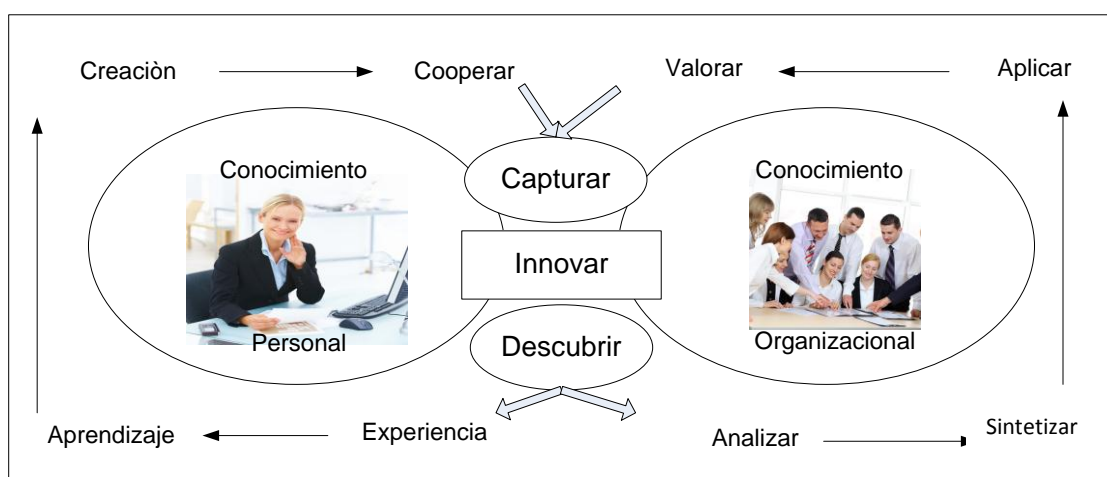 Creaciòn
Cooperar
Valorar
Aplicar
Conocimiento
Capturar
Conocimiento
Innovar
Personal
Descubrir
Organizacional
Aprendizaje
Experiencia
Analizar
Sintetizar